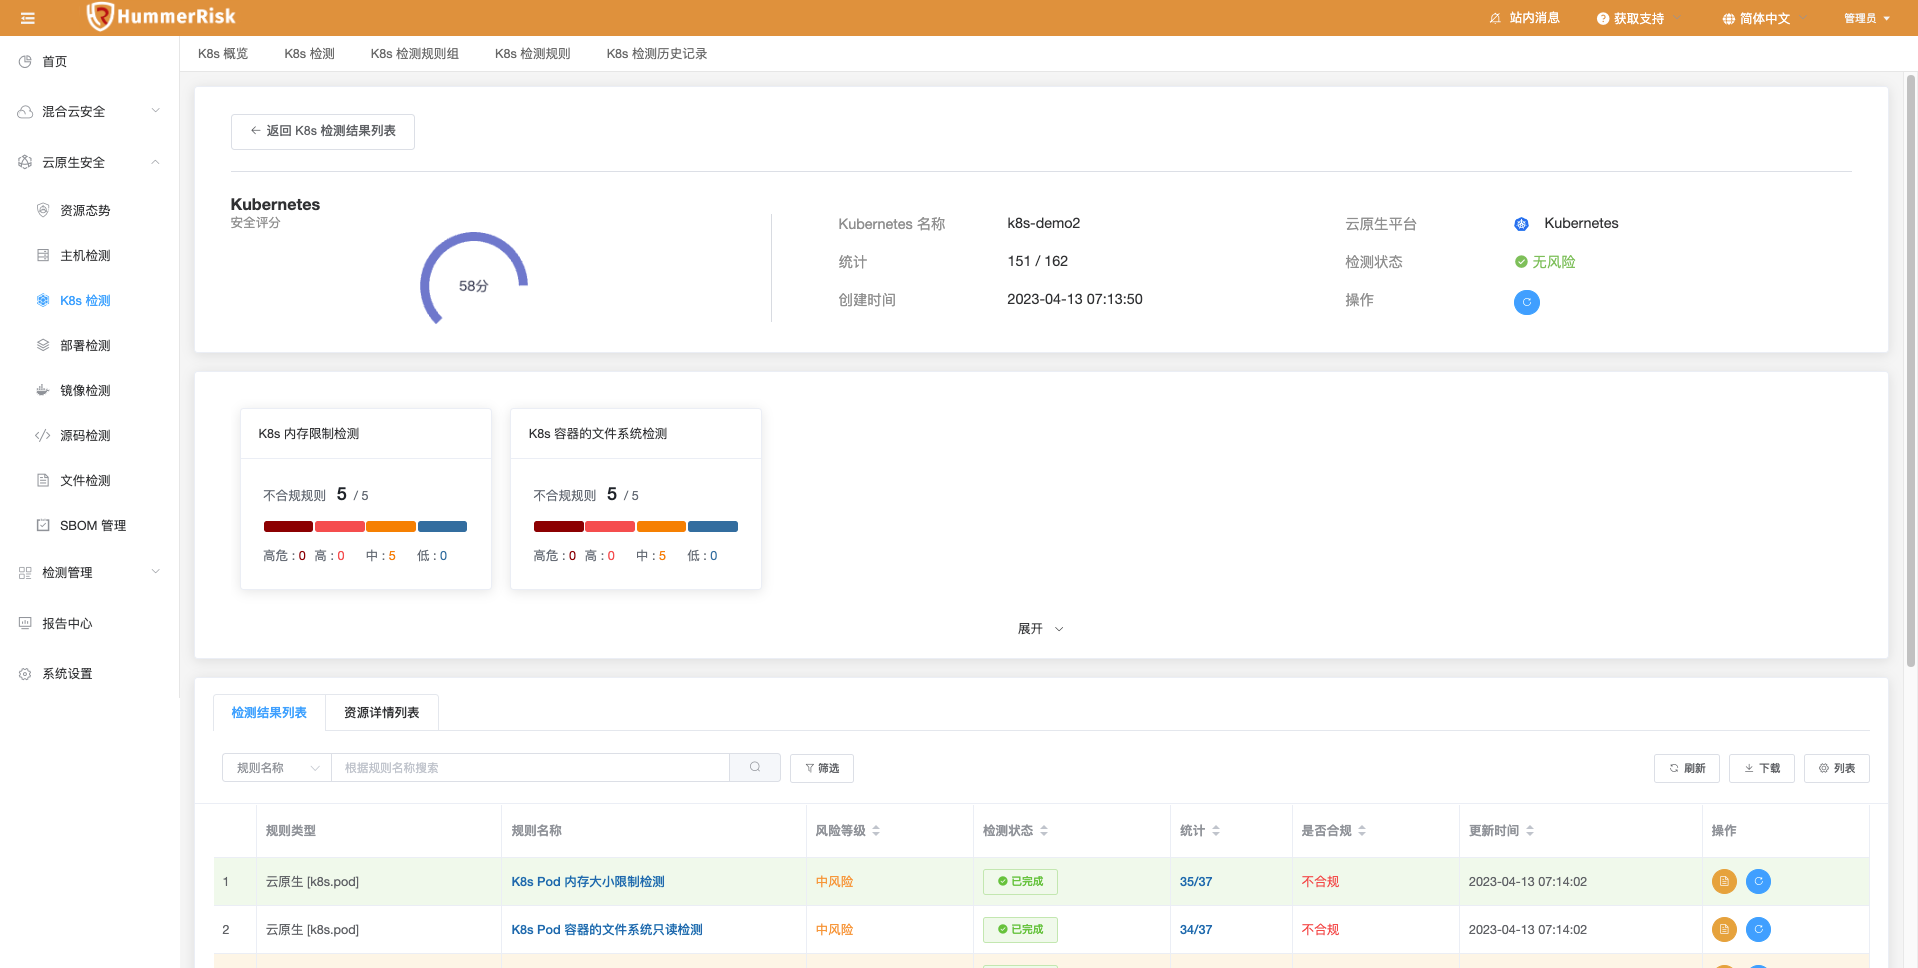 HummerRisk
站内消息
获取支持
简体中文
管理员
首页
混合云安全
云原生安全
资源态势
主机检测
K8s 检测
部署检测
镜像检测
源码检测
文件检测
SBOM 管理
检测管理
报告中心
系统设置
K8s 概览 K8s 检测 K8s 检测规则组 K8s 检测规则 K8s 检测历史记录
返回 K8s 检测结果列表
Kubernetes
安全评分
58分
Kubernetes 名称 k8s-demo2 云原生平台 Kubernetes
统计 151 / 162 检测状态 无风险
创建时间 2023-04-13 07:13:50 操作
K8s 内存限制检测
不合规规则 5 / 5
高危 : 0 高 : 0 中 : 5 低 : 0
K8s 容器的文件系统检测
不合规规则 5 / 5
高危 : 0 高 : 0 中 : 5 低 : 0
展开
检测结果列表 资源详情列表
规则名称 根据规则名称搜索 筛选 刷新 下载 列表
规则类型 规则名称 风险等级 检测状态 统计 是否合规 更新时间 操作
1 云原生 [k8s.pod] K8s Pod 内存大小限制检测 中风险 已完成 35/37 不合规 2023-04-13 07:14:02
2 云原生 [k8s.pod] K8s Pod 容器的文件系统只读检测 中风险 已完成 34/37 不合规 2023-04-13 07:14:02